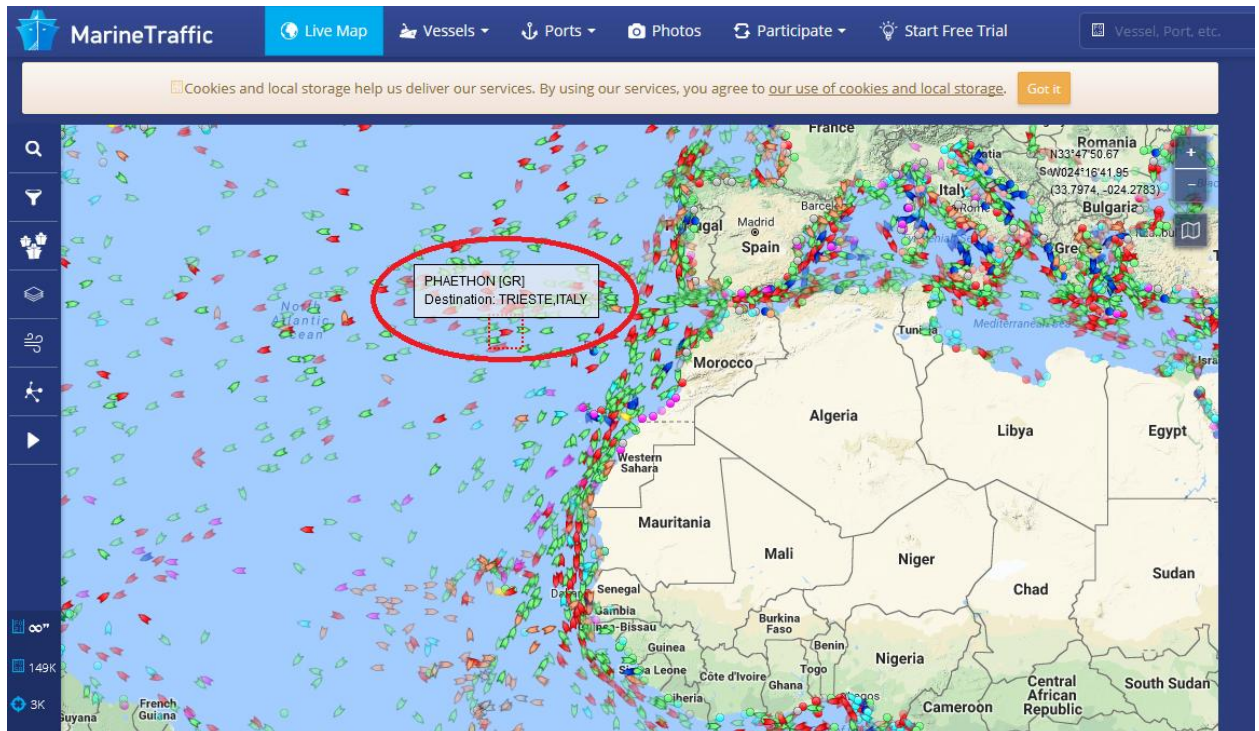 MarineTraffic
Live Map
Vessels
Ports
Photos
Participate
Start Free Trial
Vessel, Port, etc.
Cookies and local storage help us deliver our services. By using our services, you agree to our use of cookies and local storage.
Got it
France
Romania
N33°47'50.67
W024°16'41.95
(33.7974, -024.2783)
Italy
Rome
Bulgaria
Barcel
Madrid
Spain
Gre
PHAETHON [GR]
Destination: TRIESTE,ITALY
North
Atlantic
Ocean
Mediterranean Sea
Morocco
Algeria
Libya
Egypt
Western
Sahara
Mauritania
Mali
Niger
Chad
Sudan
Senegal
Gambia
Bissau
Burkina
Faso
Guinea
Benin
Togo
Nigeria
Leone
Côte d'Ivoire
Ghana
Cameroon
Central
African
Republic
South Sudan
French
Guiana
∞"
149K
3K
+
−